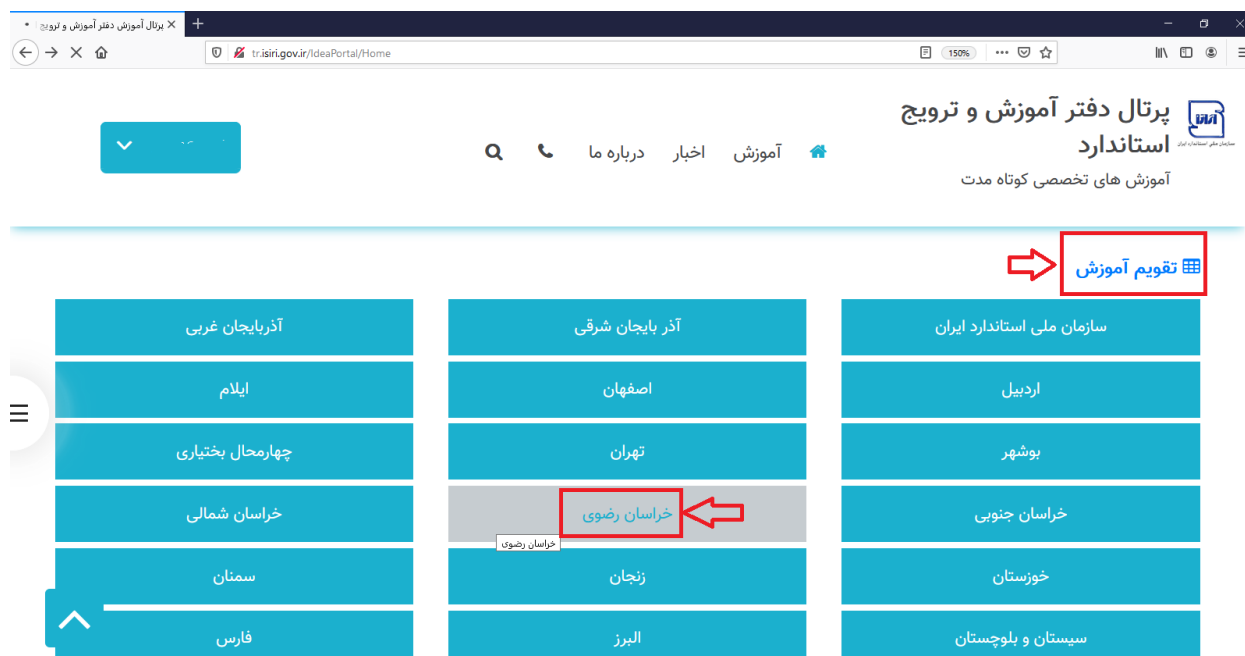 پرتال آموزش دفتر آموزش و ترویج
tr.isiri.gov.ir/IdeaPortal/Home
150%
پرتال دفتر آموزش و ترویج
استاندارد
آموزش های تخصصی کوتاه مدت
آموزش اخبار درباره ما
تقویم آموزش
سازمان ملی استاندارد ایران
آذر بایجان شرقی
آذربایجان غربی
اردبیل
اصفهان
ایلام
بوشهر
تهران
چهارمحال بختیاری
خراسان جنوبی
خراسان رضوی
خراسان شمالی
خراسان رضوی
خوزستان
زنجان
سمنان
سیستان و بلوچستان
البرز
فارس